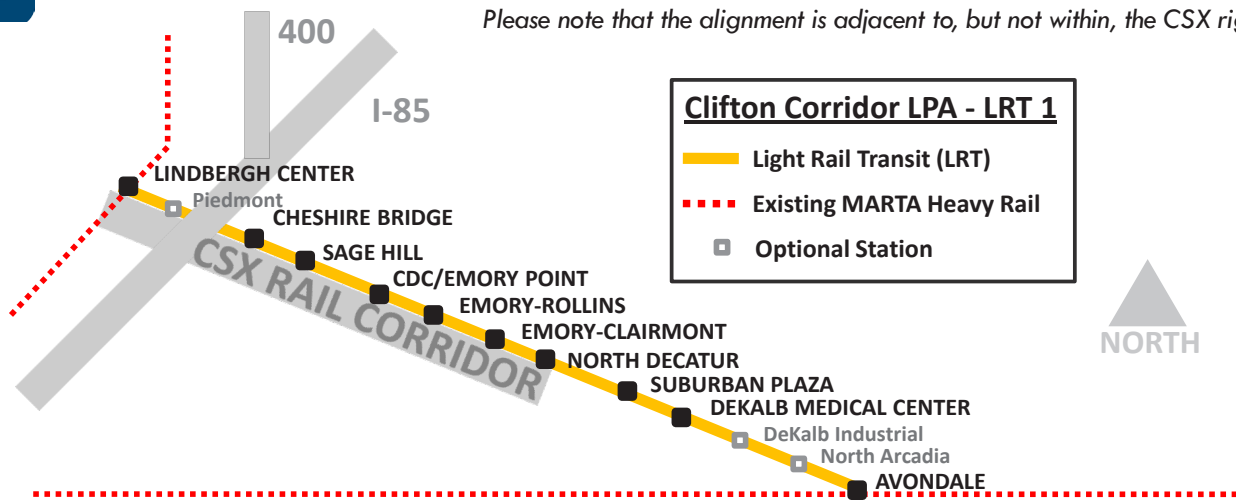 Please note that the alignment is adjacent to, but not within, the CSX
400
I-85
Clifton Corridor LPA - LRT 1
Light Rail Transit (LRT)
Existing MARTA Heavy Rail
Optional Station
LINDBERGH CENTER
Piedmont
CHESHIRE BRIDGE
SAGE HILL
CDC/EMORY POINT
EMORY-ROLLINS
EMORY-CLAIRMONT
NORTH DECATUR
SUBURBAN PLAZA
DEKALB MEDICAL CENTER
DeKalb Industrial
North Arcadia
AVONDALE
CSX RAIL CORRIDOR
NORTH